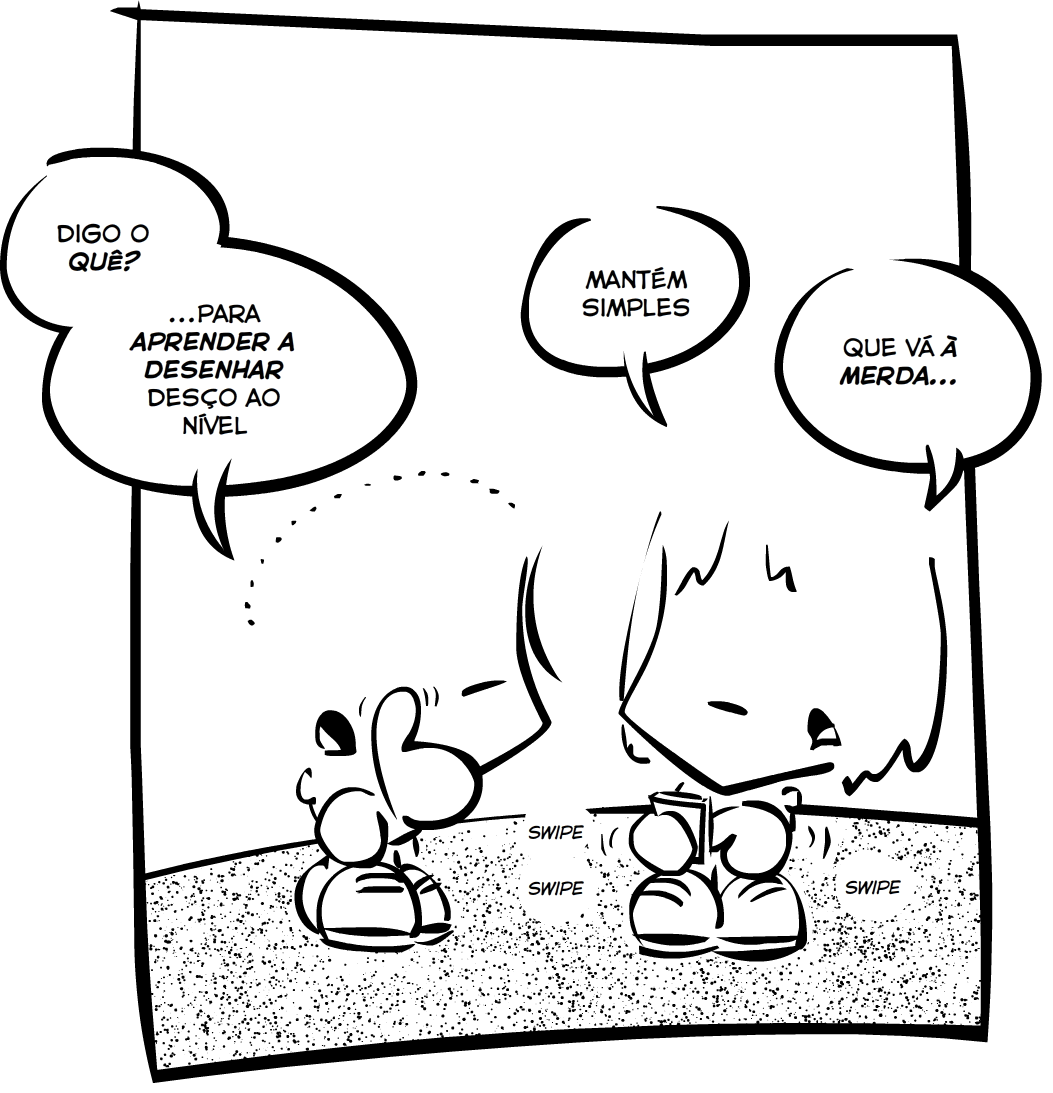 DIGO O
QUÊ?
...PARA
APRENDER A
DESENHAR
DESÇO AO
NÍVEL
MANTÉM
SIMPLES
QUE VÁ À
MERDA...
SWIPE
SWIPE
SWIPE